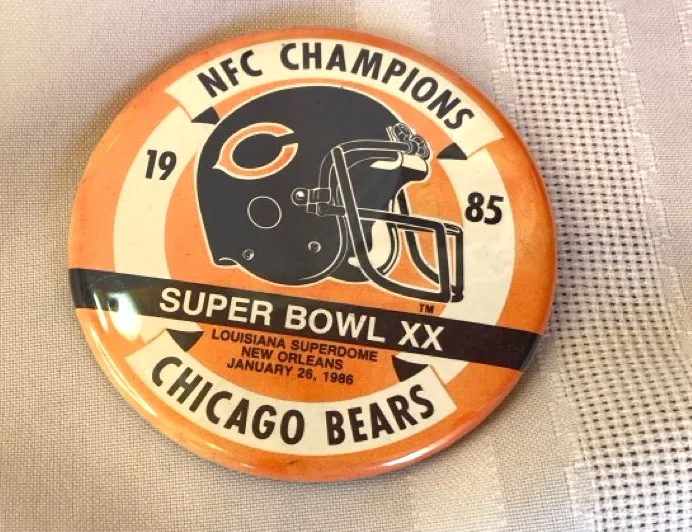 NFC CHAMPIONS
19 85
TM
SUPER BOWL XX
LOUISIANA SUPERDOME
NEW ORLEANS
JANUARY 26, 1986
CHICAGO BEARS